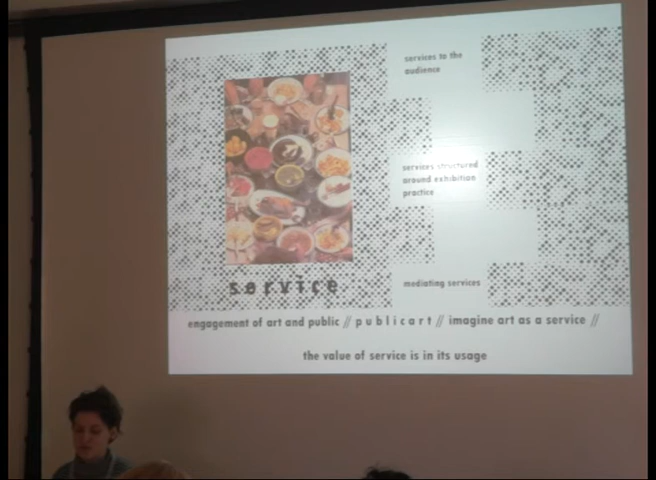 services to the
audience
services structured
around exhibition
practice
service
mediating services
engagement of art and public // p u b l i c a r t // imagine art as a service //
the value of service is in its usage